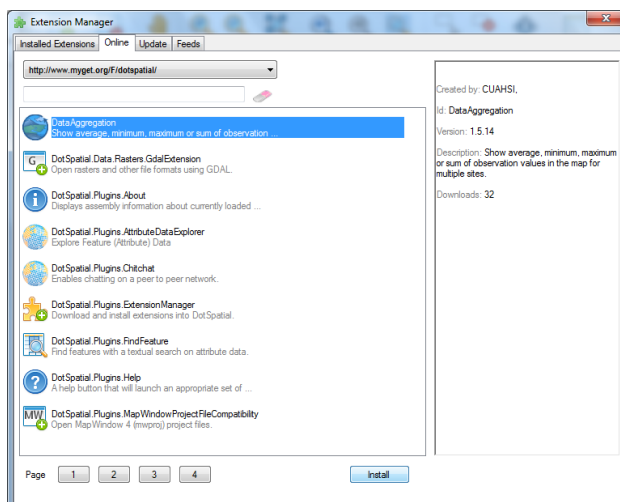 Extension Manager
Installed Extensions Online Update Feeds
http://www.myget.org/F/dotspatial/
DataAggregation
Show average, minimum, maximum or sum of observation ...
G
DotSpatial.Data.Rasters.GdalExtension
Open rasters and other file formats using GDAL.
DotSpatial.Plugins.About
Displays assembly information about currently loaded ...
DotSpatial.Plugins.AttributeDataExplorer
Explore Feature (Attribute) Data
DotSpatial.Plugins.Chitchat
Enables chatting on a peer to peer network.
DotSpatial.Plugins.ExtensionManager
Download and install extensions into DotSpatial.
DotSpatial.Plugins.FindFeature
Find features with a textual search on attribute data.
DotSpatial.Plugins.Help
A help button that will launch an appropriate set of ...
MW
DotSpatial.Plugins.MapWindowProjectFileCompatibility
Open MapWindow 4 (mwproj) project files.
Created by: CUAHSI,
Id: DataAggregation
Version: 1.5.14
Description: Show average, minimum, maximum
or sum of observation values in the map for
multiple sites.
Downloads: 32
Page 1 2 3 4 Install